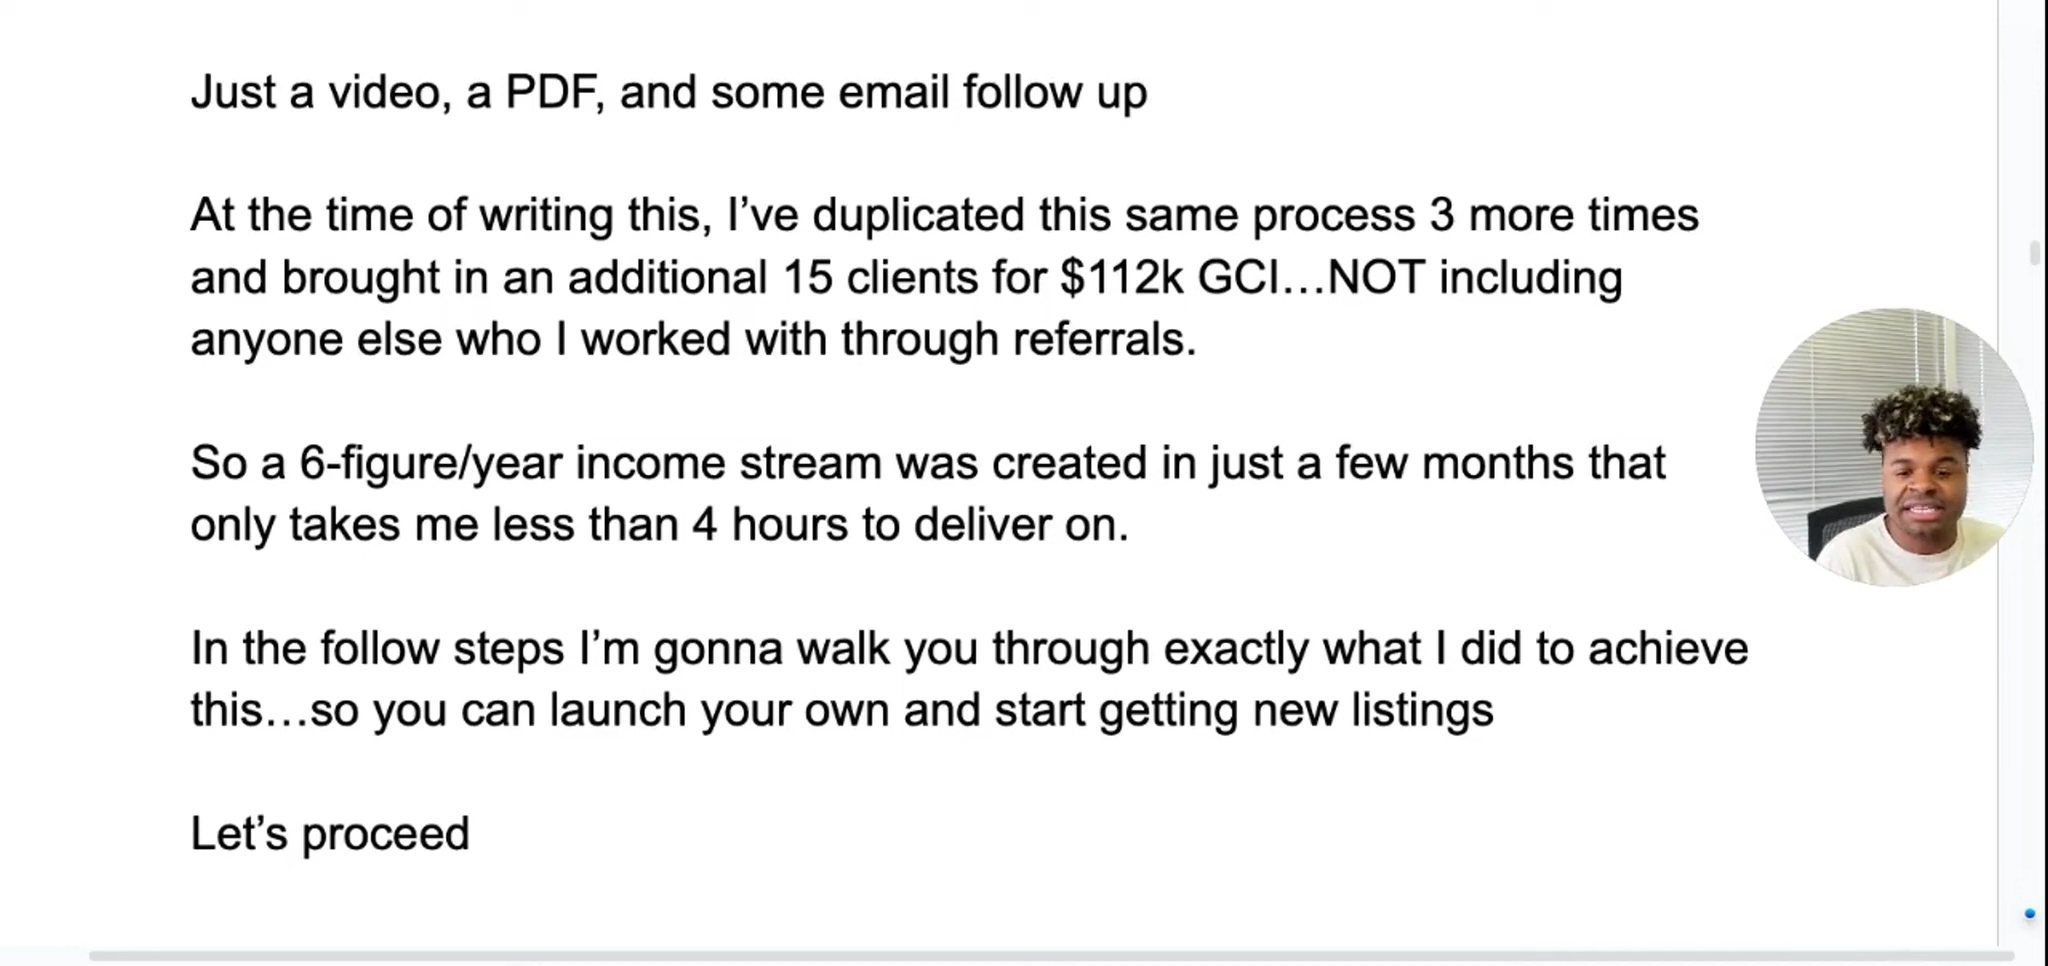 Just a video, a PDF, and some email follow up
At the time of writing this, I’ve duplicated this same process 3 more times
and brought in an additional 15 clients for $112k GCI…NOT including
anyone else who I worked with through referrals.
So a 6-figure/year income stream was created in just a few months that
only takes me less than 4 hours to deliver on.
In the follow steps I’m gonna walk you through exactly what I did to achieve
this…so you can launch your own and start getting new listings
Let’s proceed